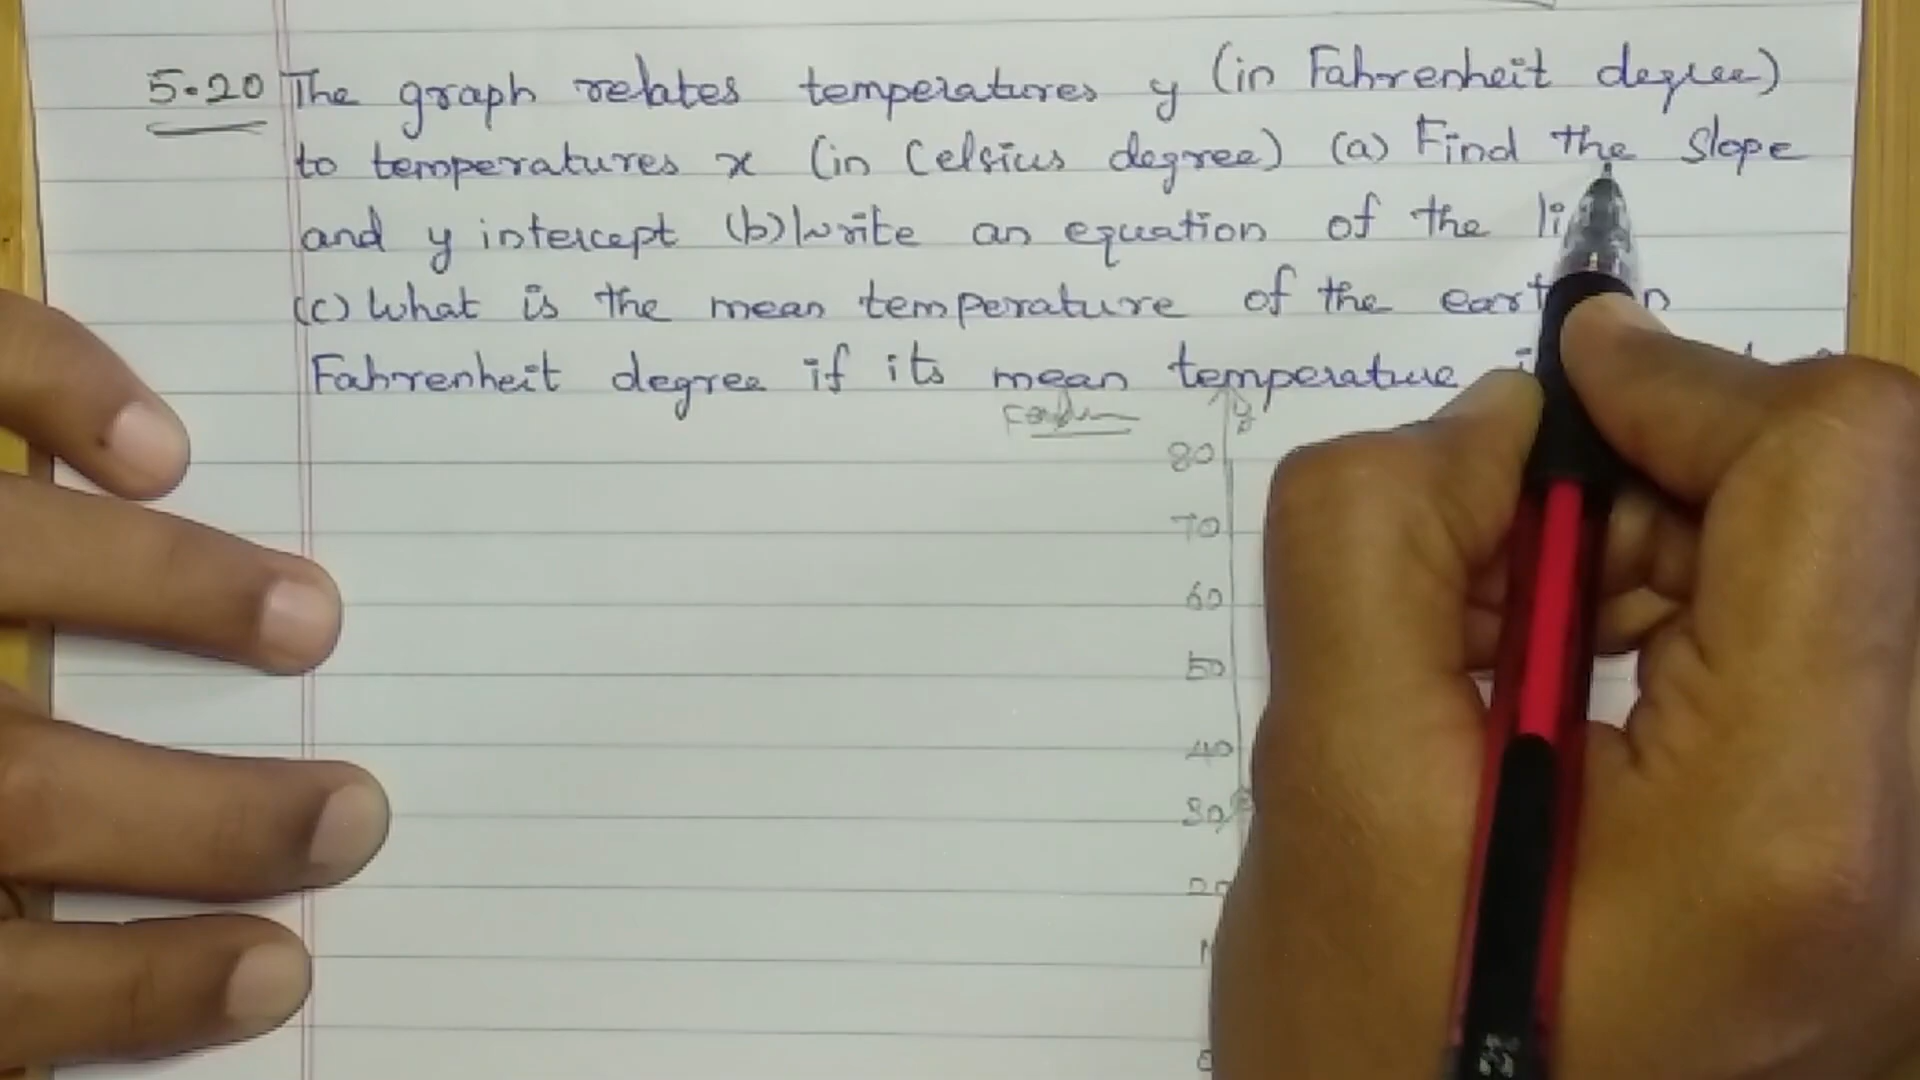 5.20 The graph relates temperatures y (in Fahrenheit degree)
to temperatures x (in Celsius degree) (a) Find the Slope
and y intercept (b) Write an equation of the
(c) What is the mean temperature of the
Fahrenheit degree if its mean temperature
y
80
70
60
50
40
30
20